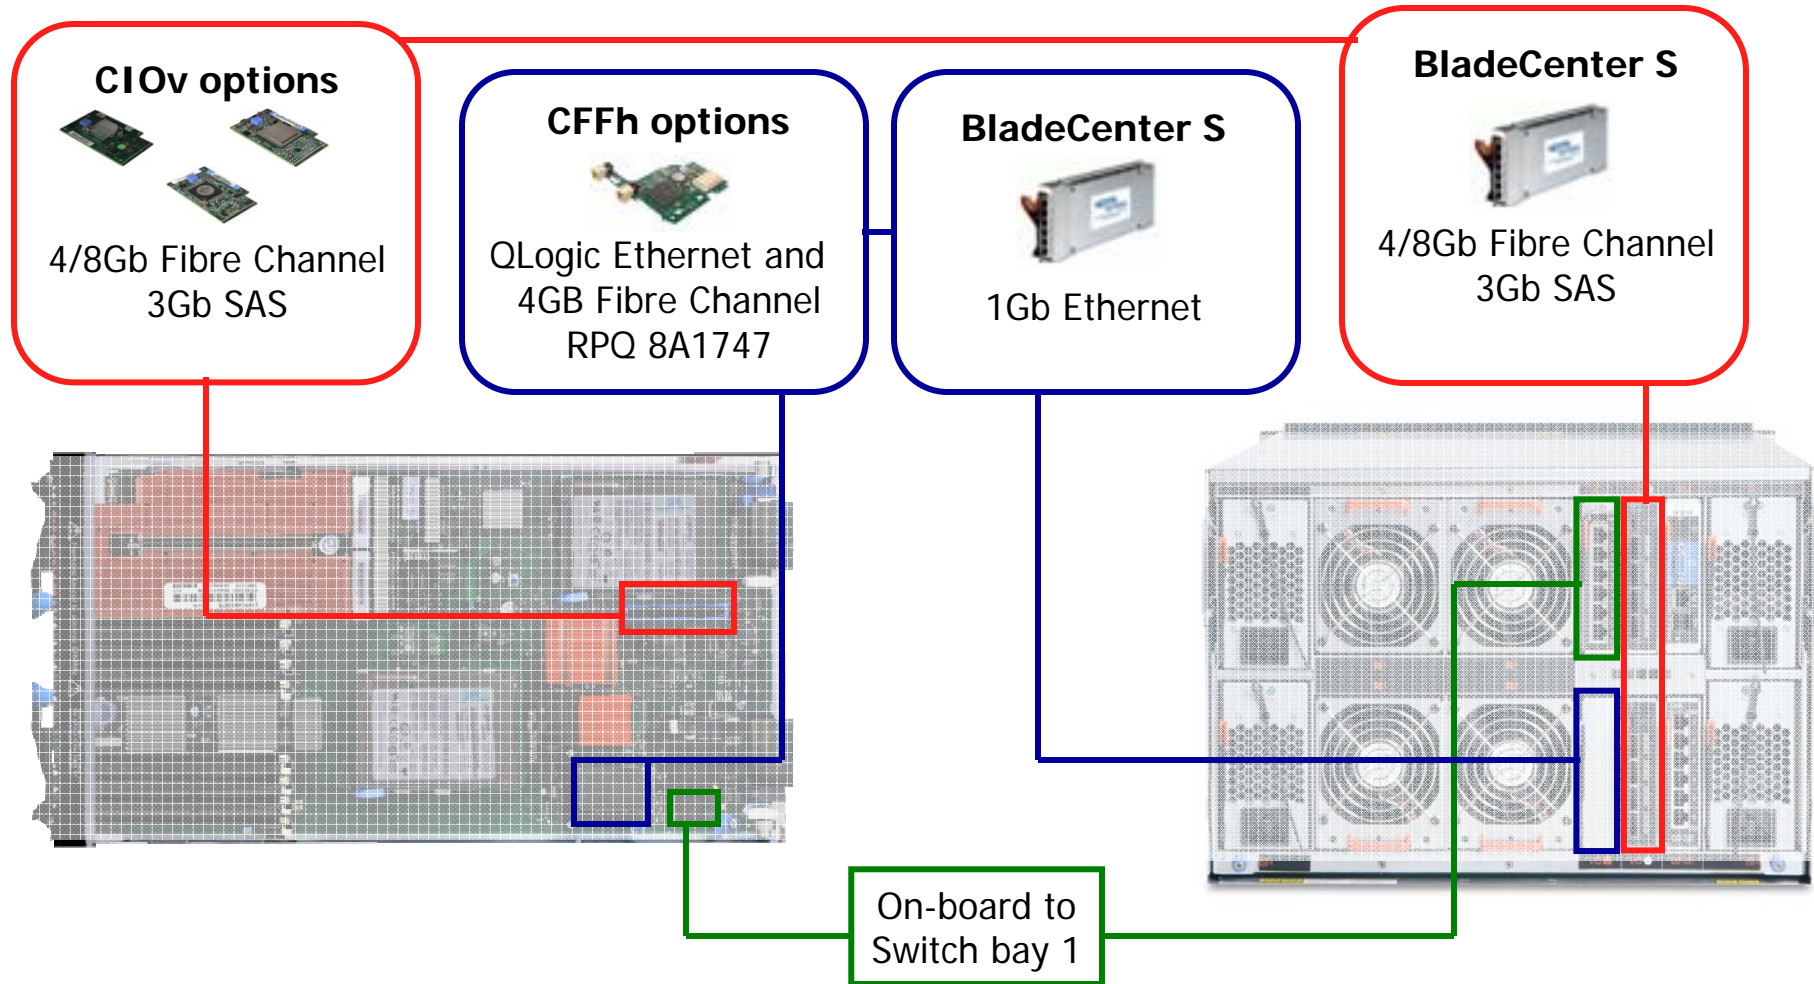 CIOv options
4/8Gb Fibre Channel
3Gb SAS
CFFh options
QLogic Ethernet and
4GB Fibre Channel
RPQ 8A1747
BladeCenter S
1Gb Ethernet
BladeCenter S
4/8Gb Fibre Channel
3Gb SAS
On-board to
Switch bay 1